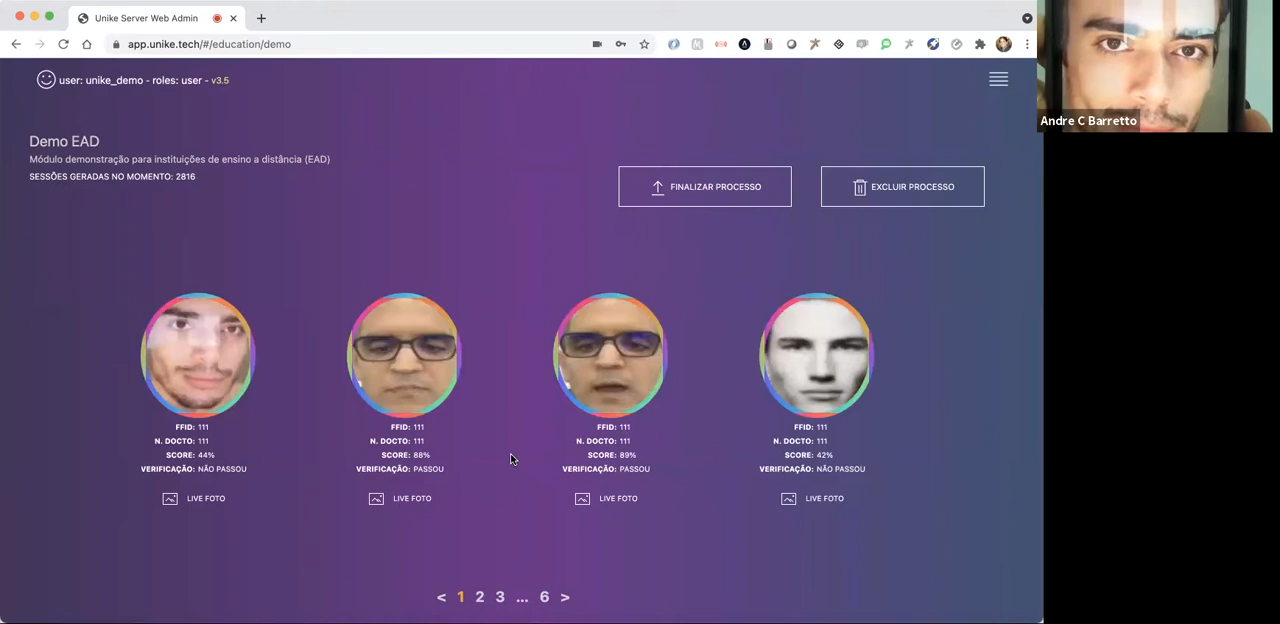 Unike Server Web Admin
app.unike.tech/#/education/demo
user: unike_demo - roles: user - v3.5
Andre C Barretto
Demo EAD
Módulo demonstração para instituições de ensino a distância (EAD)
SESSÕES GERADAS NO MOMENTO: 2816
FINALIZAR PROCESSO
EXCLUIR PROCESSO
FFID: 111
N. DOCTO: 111
SCORE: 44%
VERIFICAÇÃO: NÃO PASSOU
LIVE FOTO
FFID: 111
N. DOCTO: 111
SCORE: 88%
VERIFICAÇÃO: PASSOU
LIVE FOTO
FFID: 111
N. DOCTO: 111
SCORE: 89%
VERIFICAÇÃO: PASSOU
LIVE FOTO
FFID: 111
N. DOCTO: 111
SCORE: 42%
VERIFICAÇÃO: NÃO PASSOU
LIVE FOTO
< 1 2 3 ... 6 >